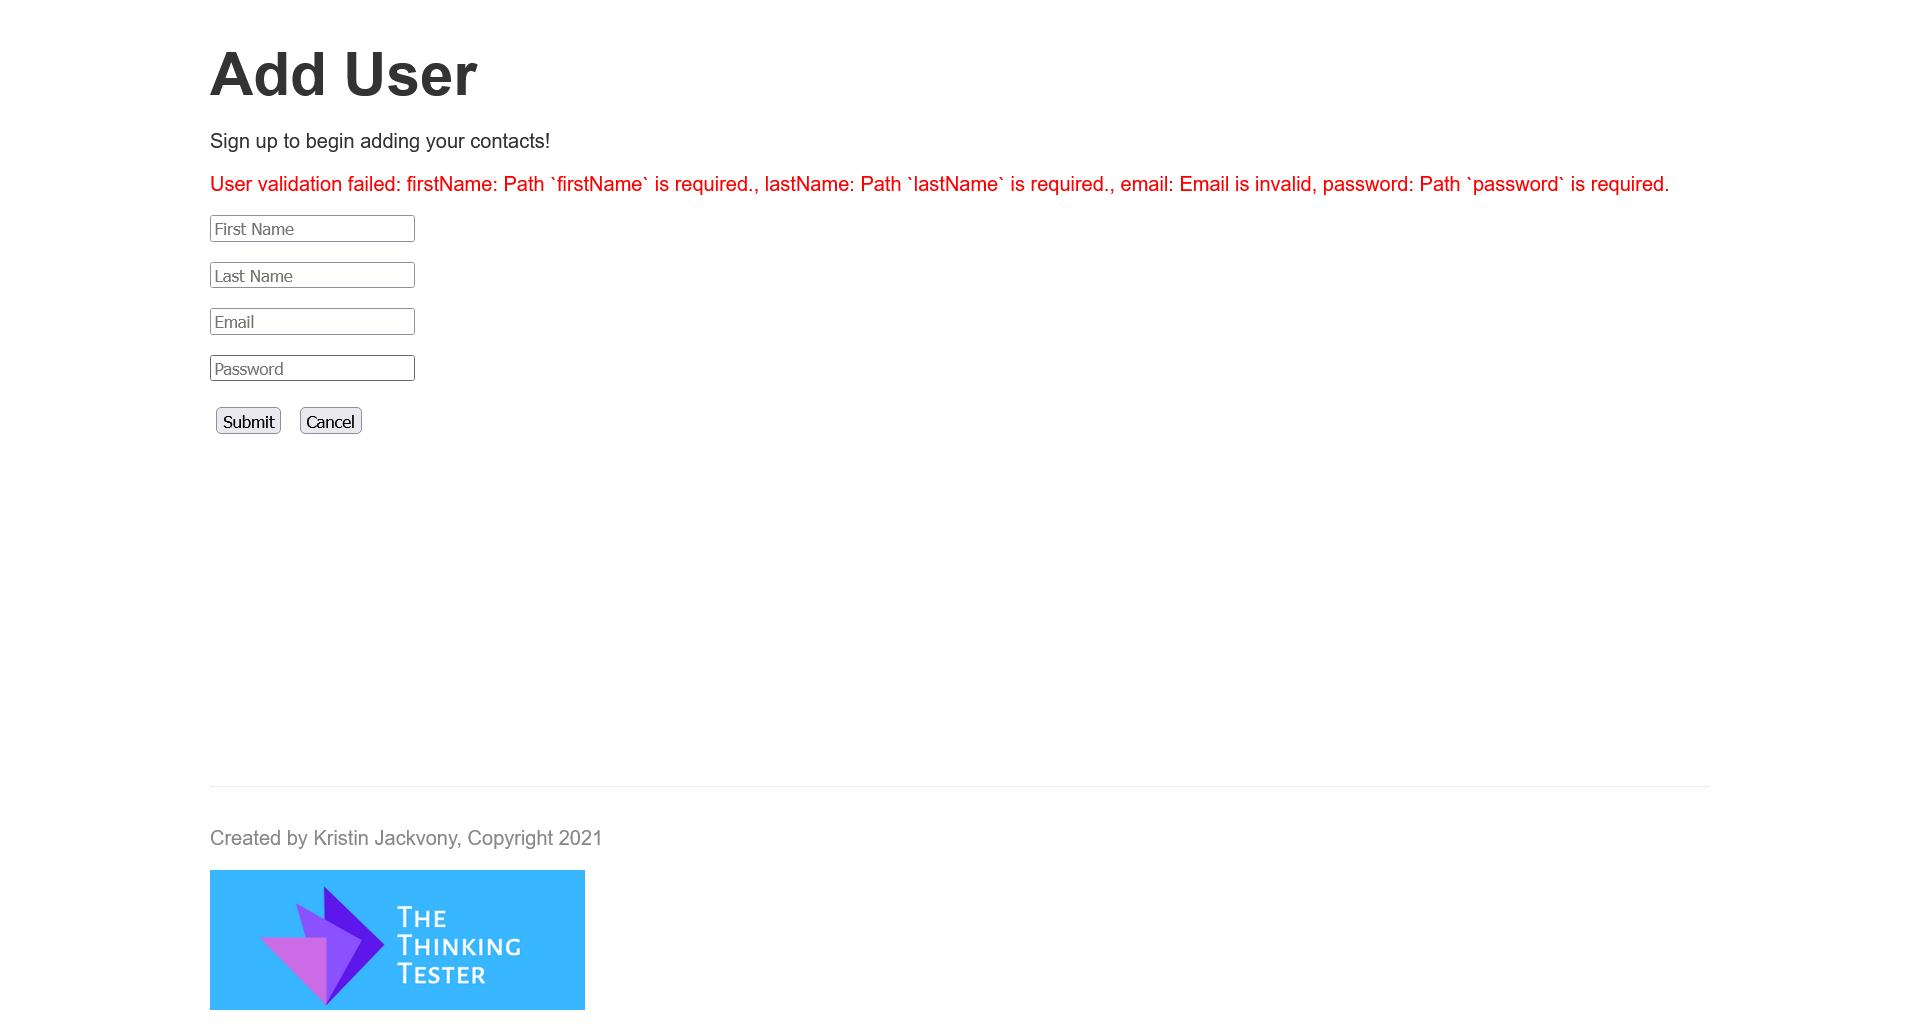 Add User
Sign up to begin adding your contacts!
User validation failed: firstName: Path `firstName` is required., lastName: Path `lastName` is required., email: Email is invalid, password: Path `password` is required.
First Name
Last Name
Email
Password
Submit Cancel
Created by Kristin Jackvony, Copyright 2021
THE
THINKING
TESTER